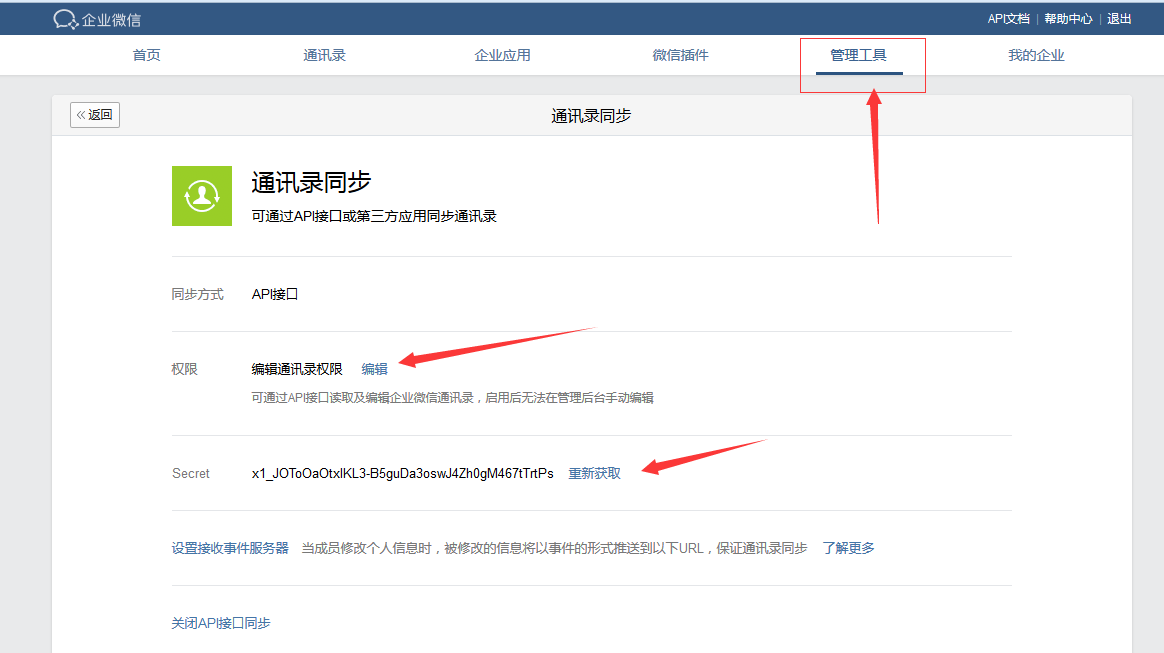 企业微信
API文档 | 帮助中心 | 退出
首页 通讯录 企业应用 微信插件 管理工具 我的企业
<<返回 通讯录同步
通讯录同步
可通过API接口或第三方应用同步通讯录
同步方式 API接口
权限 编辑通讯录权限 编辑
可通过API接口读取及编辑企业微信通讯录，启用后无法在管理后台手动编辑
Secret x1_JOToOaOtxIKL3-B5guDa3oswJ4Zh0gM467tTrtPs 重新获取
设置接收事件服务器 当成员修改个人信息时，被修改的信息将以事件的形式推送到以下URL，保证通讯录同步 了解更多
关闭API接口同步